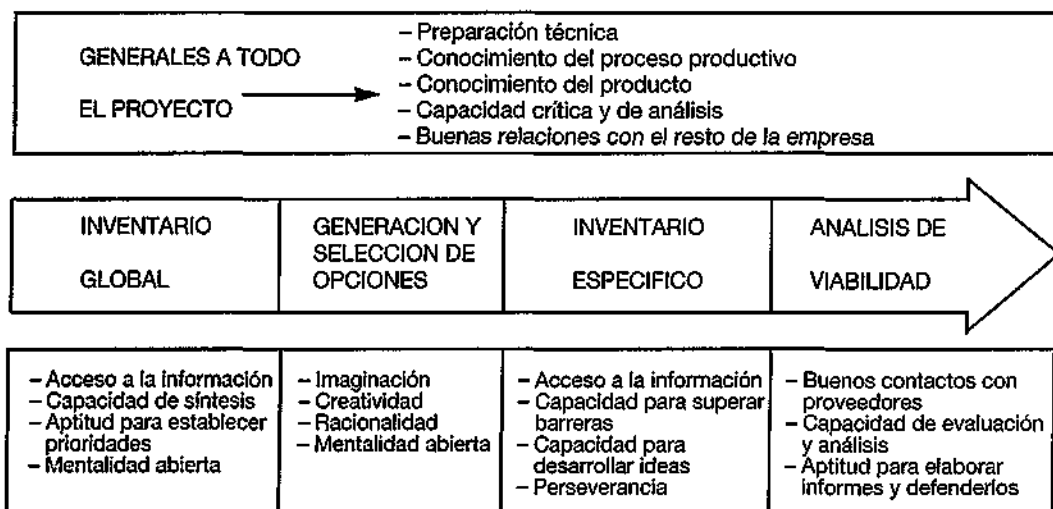 GENERALES A TODO
EL PROYECTO
– Preparación técnica
– Conocimiento del proceso productivo
– Conocimiento del producto
– Capacidad crítica y de análisis
– Buenas relaciones con el resto de la empresa
INVENTARIO
GLOBAL
GENERACION Y
SELECCION DE
OPCIONES
INVENTARIO
ESPECIFICO
ANALISIS DE
VIABILIDAD
– Acceso a la información
– Capacidad de síntesis
– Aptitud para establecer
prioridades
– Mentalidad abierta
– Imaginación
– Creatividad
– Racionalidad
– Mentalidad abierta
– Acceso a la información
– Capacidad para superar
barreras
– Capacidad para
desarrollar ideas
– Perseverancia
– Buenos contactos con
proveedores
– Capacidad de evaluación
y análisis
– Aptitud para elaborar
informes y defenderlos